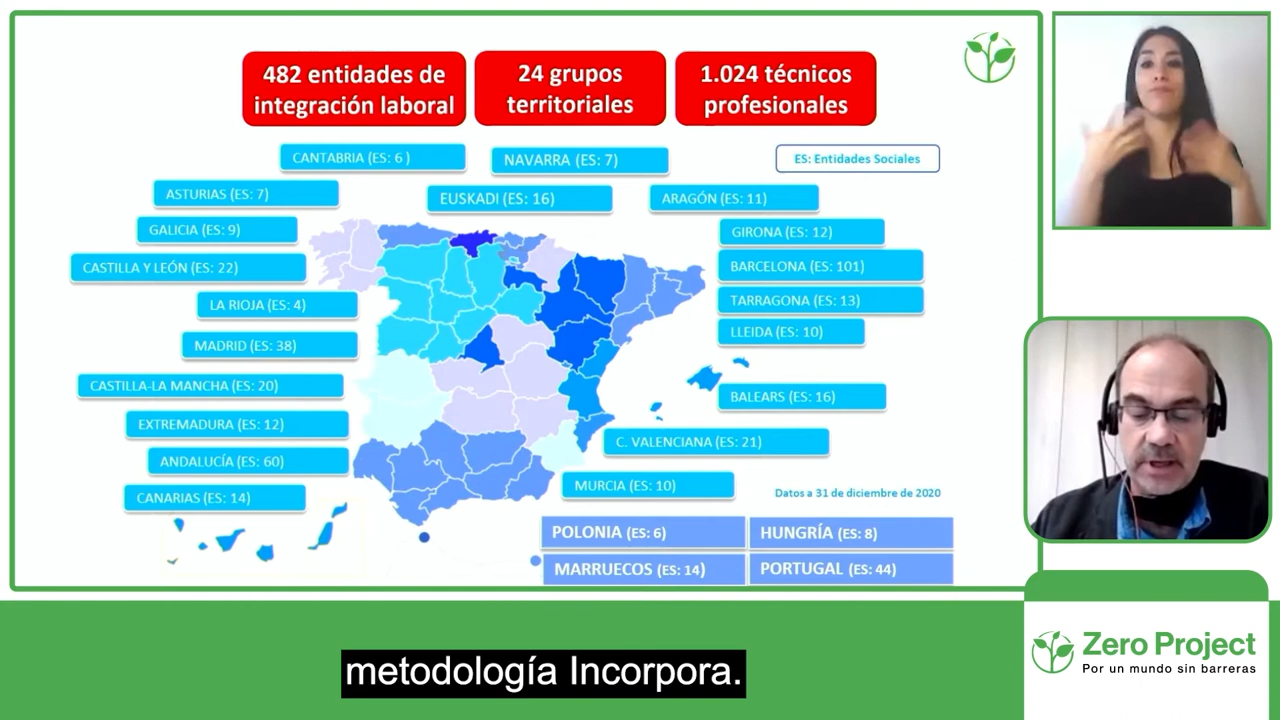 482 entidades de
integración laboral
24 grupos
territoriales
1.024 técnicos
profesionales
CANTABRIA (ES: 6 )
NAVARRA (ES: 7)
ES: Entidades Sociales
ASTURIAS (ES: 7)
EUSKADI (ES: 16)
ARAGÓN (ES: 11)
GALICIA (ES: 9)
GIRONA (ES: 12)
CASTILLA Y LEÓN (ES: 22)
BARCELONA (ES: 101)
LA RIOJA (ES: 4)
TARRAGONA (ES: 13)
MADRID (ES: 38)
LLEIDA (ES: 10)
CASTILLA-LA MANCHA (ES: 20)
BALEARS (ES: 16)
EXTREMADURA (ES: 12)
C. VALENCIANA (ES: 21)
ANDALUCÍA (ES: 60)
MURCIA (ES: 10)
CANARIAS (ES: 14)
Datos a 31 de diciembre de 2020
POLONIA (ES: 6)
HUNGRÍA (ES: 8)
MARRUECOS (ES: 14)
PORTUGAL (ES: 44)
metodología Incorpora.
Zero Project
Por un mundo sin barreras